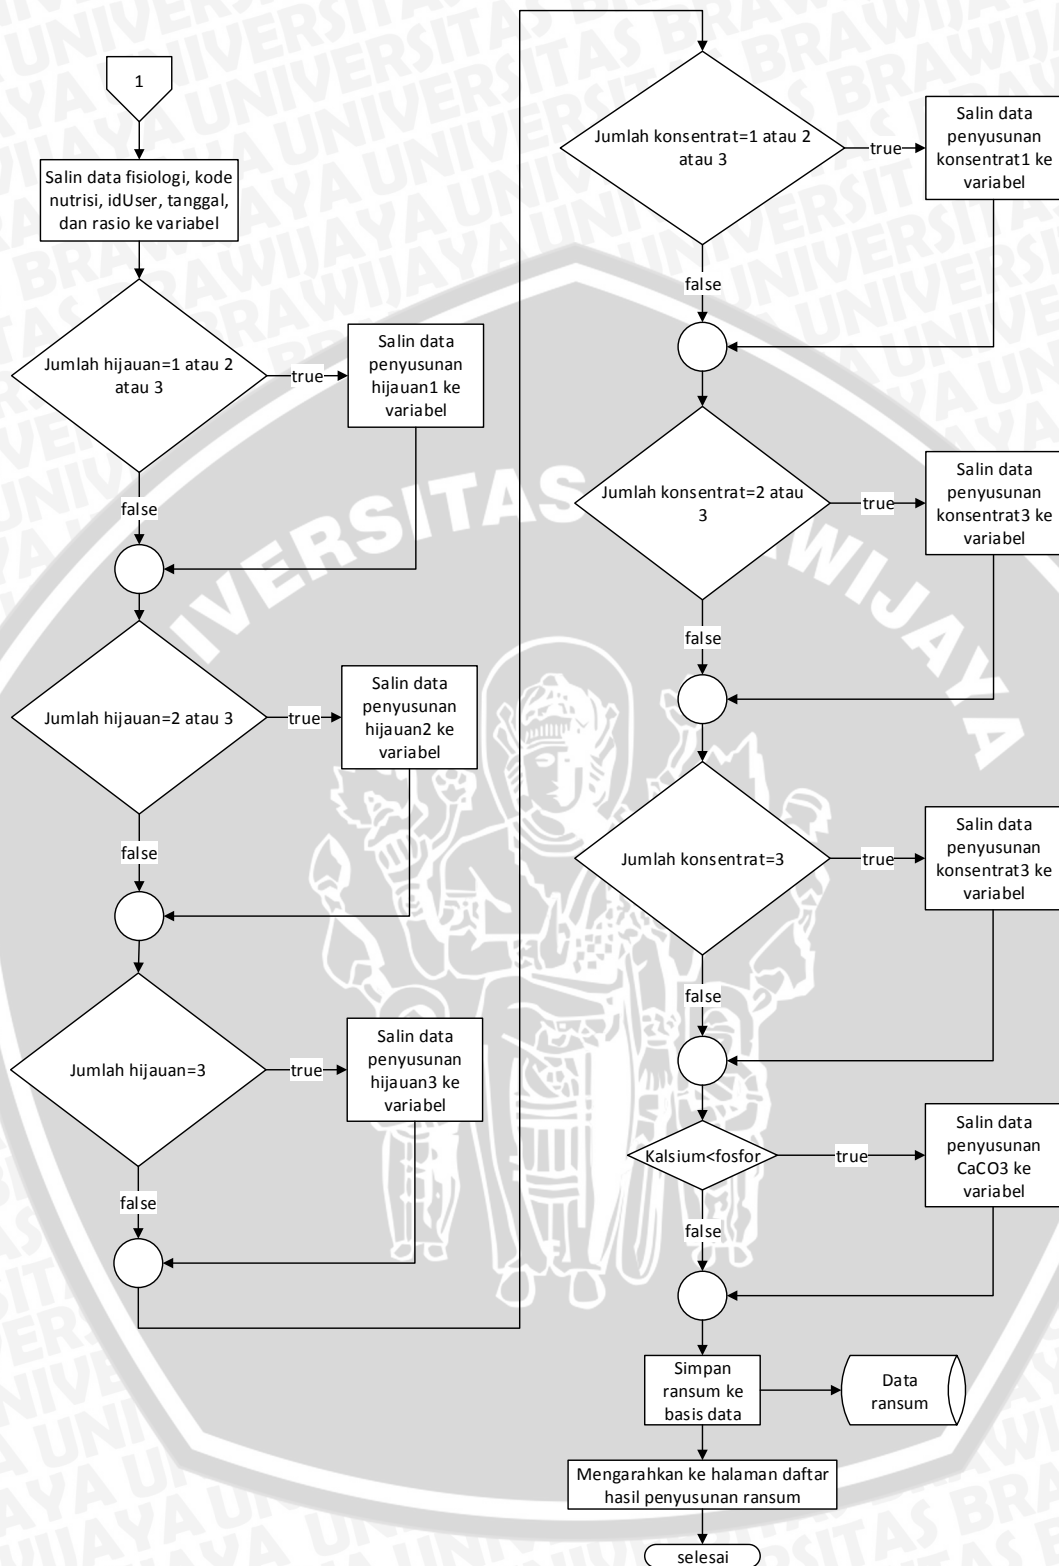 1
Salin data fisiologi, kode
nutrisi, idUser, tanggal,
dan rasio ke variabel
Jumlah hijauan=1 atau 2
atau 3
true
Salin data
penyusunan
hijauan1 ke
variabel
false
Jumlah hijauan=2 atau 3
true
Salin data
penyusunan
hijauan2 ke
variabel
false
Jumlah hijauan=3
true
Salin data
penyusunan
hijauan3 ke
variabel
false
Jumlah konsentrat=1 atau 2
atau 3
true
Salin data
penyusunan
konsentrat1 ke
variabel
false
Jumlah konsentrat=2 atau
3
true
Salin data
penyusunan
konsentrat3 ke
variabel
false
Jumlah konsentrat=3
true
Salin data
penyusunan
konsentrat3 ke
variabel
false
Kalsium<fosfor
true
Salin data
penyusunan
CaCO3 ke
variabel
false
Simpan
ransum ke
basis data
Data
ransum
Mengarahkan ke halaman daftar
hasil penyusunan ransum
selesai